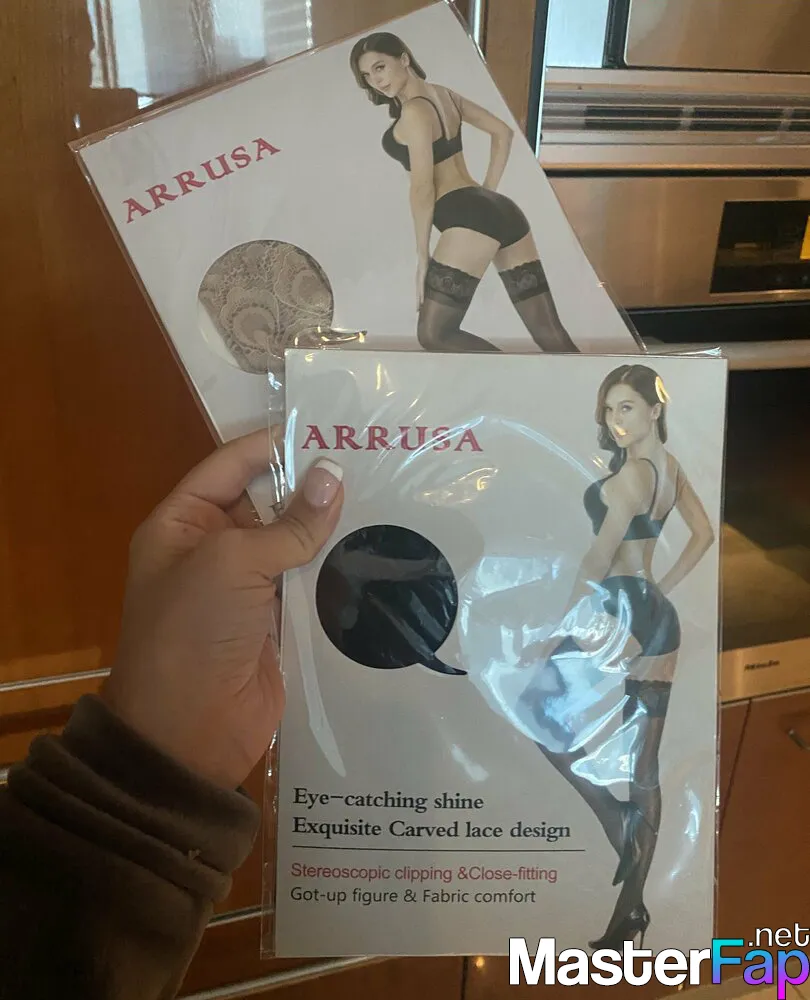 ARRUSA
ARRUSA
Eye-catching shine
Exquisite Carved lace design
Stereoscopic clipping &Close-fitting
Got-up figure & Fabric comfort
MasterFap.net